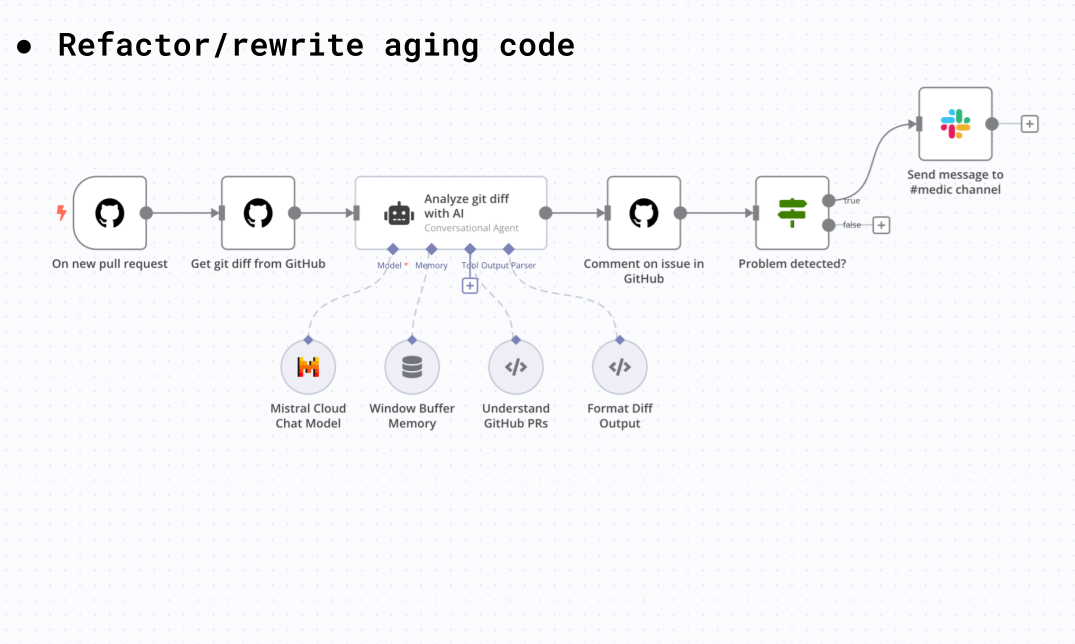 ● Refactor/rewrite aging code
Send message to
#medic channel
On new pull request
Get git diff from GitHub
Analyze git diff
with AI
Conversational Agent
Model *
Memory
Tool
Output Parser
Comment on issue in
GitHub
Problem detected?
true
false
Mistral Cloud
Chat Model
Window Buffer
Memory
Understand
GitHub PRs
Format Diff
Output